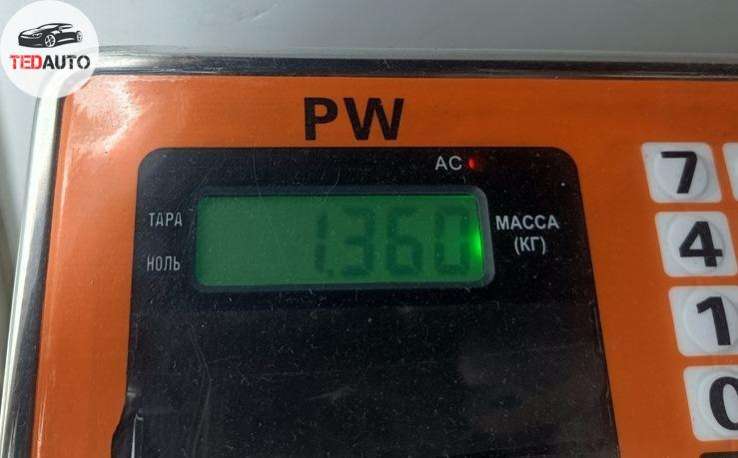 TEDAUTO
PW
AC
7
ТАРА
1.360
МАССА
(КГ)
4
НОЛЬ
1
0